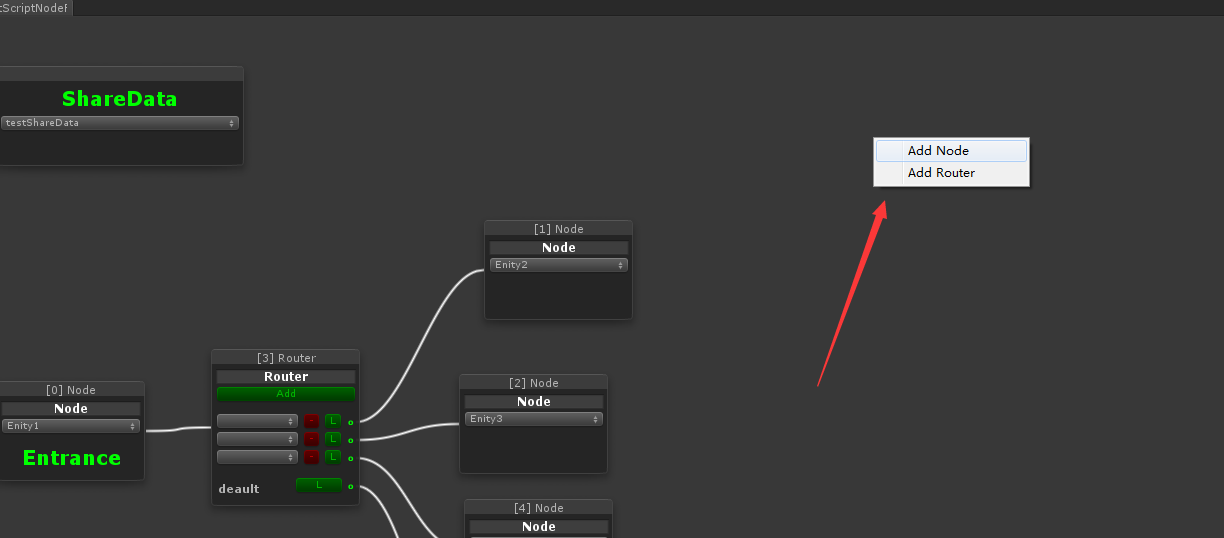 tScriptNodeF
ShareData
testShareData
Add Node
Add Router
[1] Node
Node
Enity2
[3] Router
Router
Add
- L
- L
- L
deault L
[2] Node
Node
Enity3
[0] Node
Node
Enity1
Entrance
[4] Node
Node